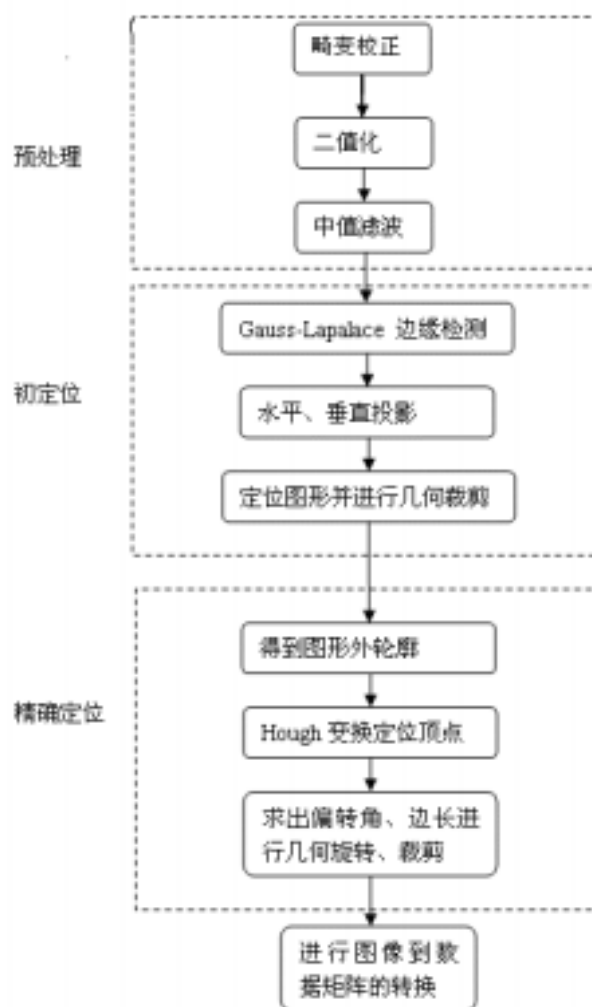 畸变校正
二值化
预处理
中值滤波
Gauss-Lapalace 边缘检测
初定位
水平、垂直投影
定位图形并进行几何裁剪
得到图形外轮廓
精确定位
Hough 变换定位顶点
求出偏转角、边长进
行几何旋转、裁剪
进行图像到数
据矩阵的转换